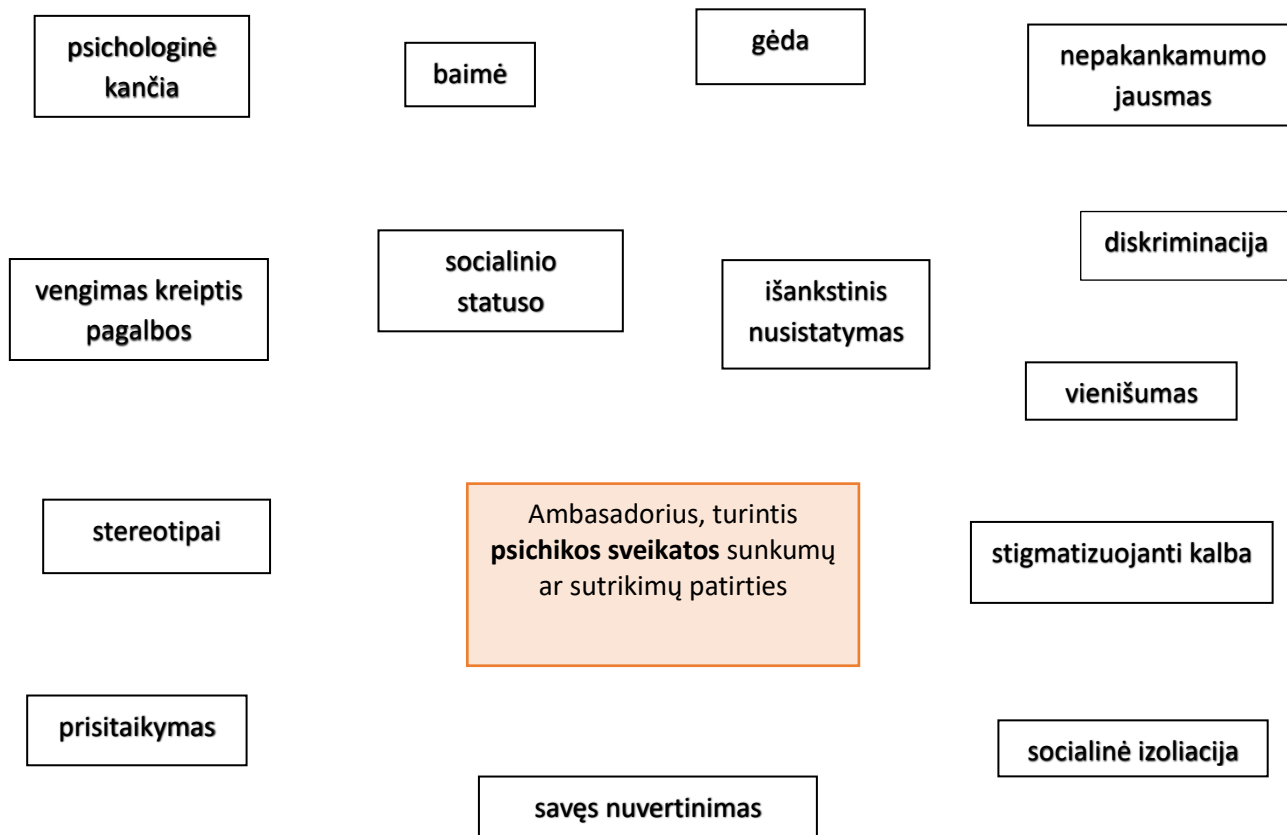 psichologinė
kančia
baimė
gėda
nepakankamumo
jausmas
vengimas kreiptis
pagalbos
socialinio
statuso
išankstinis
nusistatymas
diskriminacija
vienišumas
stereotipai
Ambasadorius, turintis
psichikos sveikatos sunkumų
ar sutrikimų patirties
stigmatizuojanti kalba
prisitaikymas
socialinė izoliacija
savęs nuvertinimas